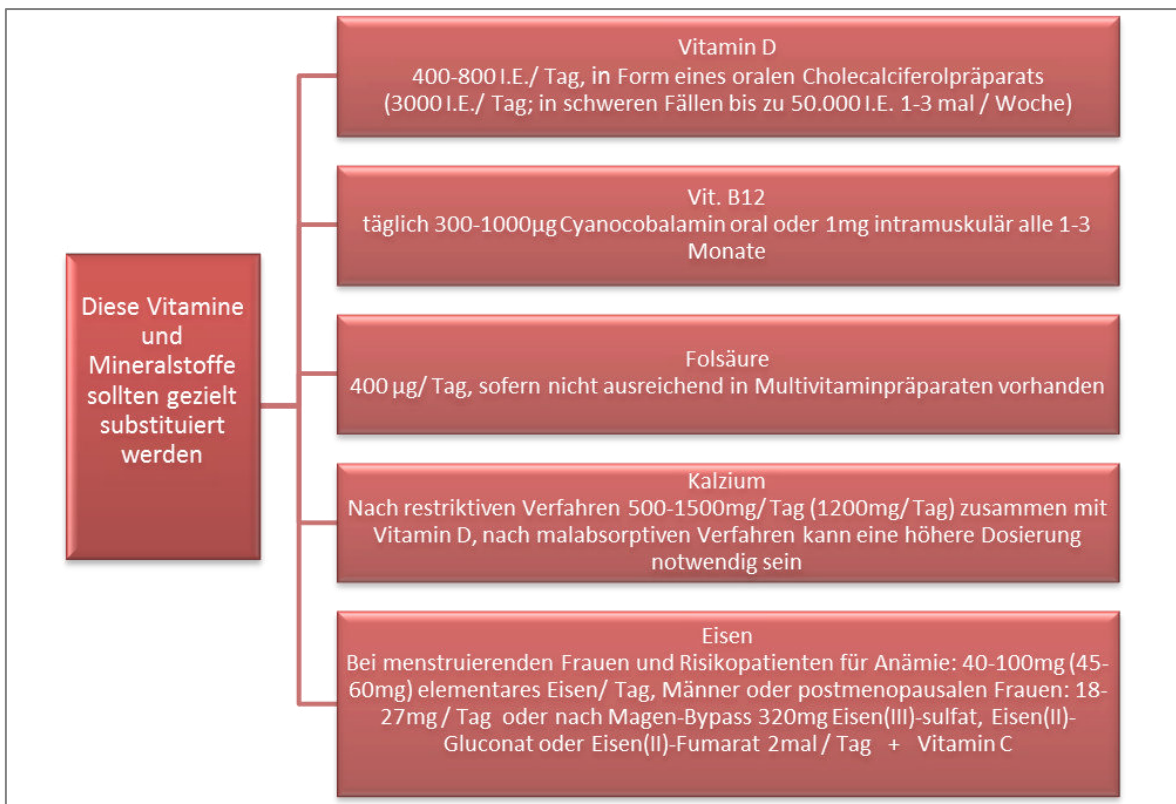 Diese Vitamine
und
Mineralstoffe
sollten gezielt
substituiert
werden
Vitamin D
400-800 I.E./ Tag, in Form eines oralen Cholecalciferolpräparats
(3000 I.E./ Tag; in schweren Fällen bis zu 50.000 I.E. 1-3 mal / Woche)
Vit. B12
täglich 300-1000µg Cyanocobalamin oral oder 1mg intramuskulär alle 1-3
Monate
Folsäure
400 µg/ Tag, sofern nicht ausreichend in Multivitaminpräparaten vorhanden
Kalzium
Nach restriktiven Verfahren 500-1500mg/ Tag (1200mg/ Tag) zusammen mit
Vitamin D, nach malabsorptiven Verfahren kann eine höhere Dosierung
notwendig sein
Eisen
Bei menstruierenden Frauen und Risikopatienten für Anämie: 40-100mg (45-
60mg) elementares Eisen/ Tag, Männer oder postmenopausalen Frauen: 18-
27mg / Tag oder nach Magen-Bypass 320mg Eisen(III)-sulfat, Eisen(II)-
Gluconat oder Eisen(II)-Fumarat 2mal / Tag + Vitamin C